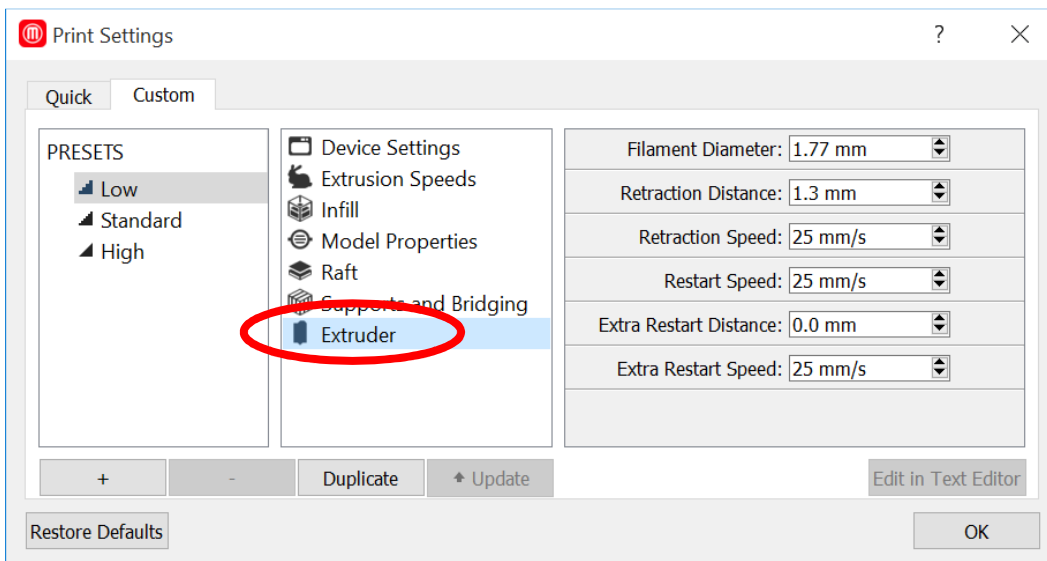 Print Settings
?
Quick
Custom
PRESETS
Low
Standard
High
Device Settings
Extrusion Speeds
Infill
Model Properties
Raft
Supports and Bridging
Extruder
Filament Diameter: 1.77 mm
Retraction Distance: 1.3 mm
Retraction Speed: 25 mm/s
Restart Speed: 25 mm/s
Extra Restart Distance: 0.0 mm
Extra Restart Speed: 25 mm/s
+
-
Duplicate
Update
Edit in Text Editor
Restore Defaults
OK